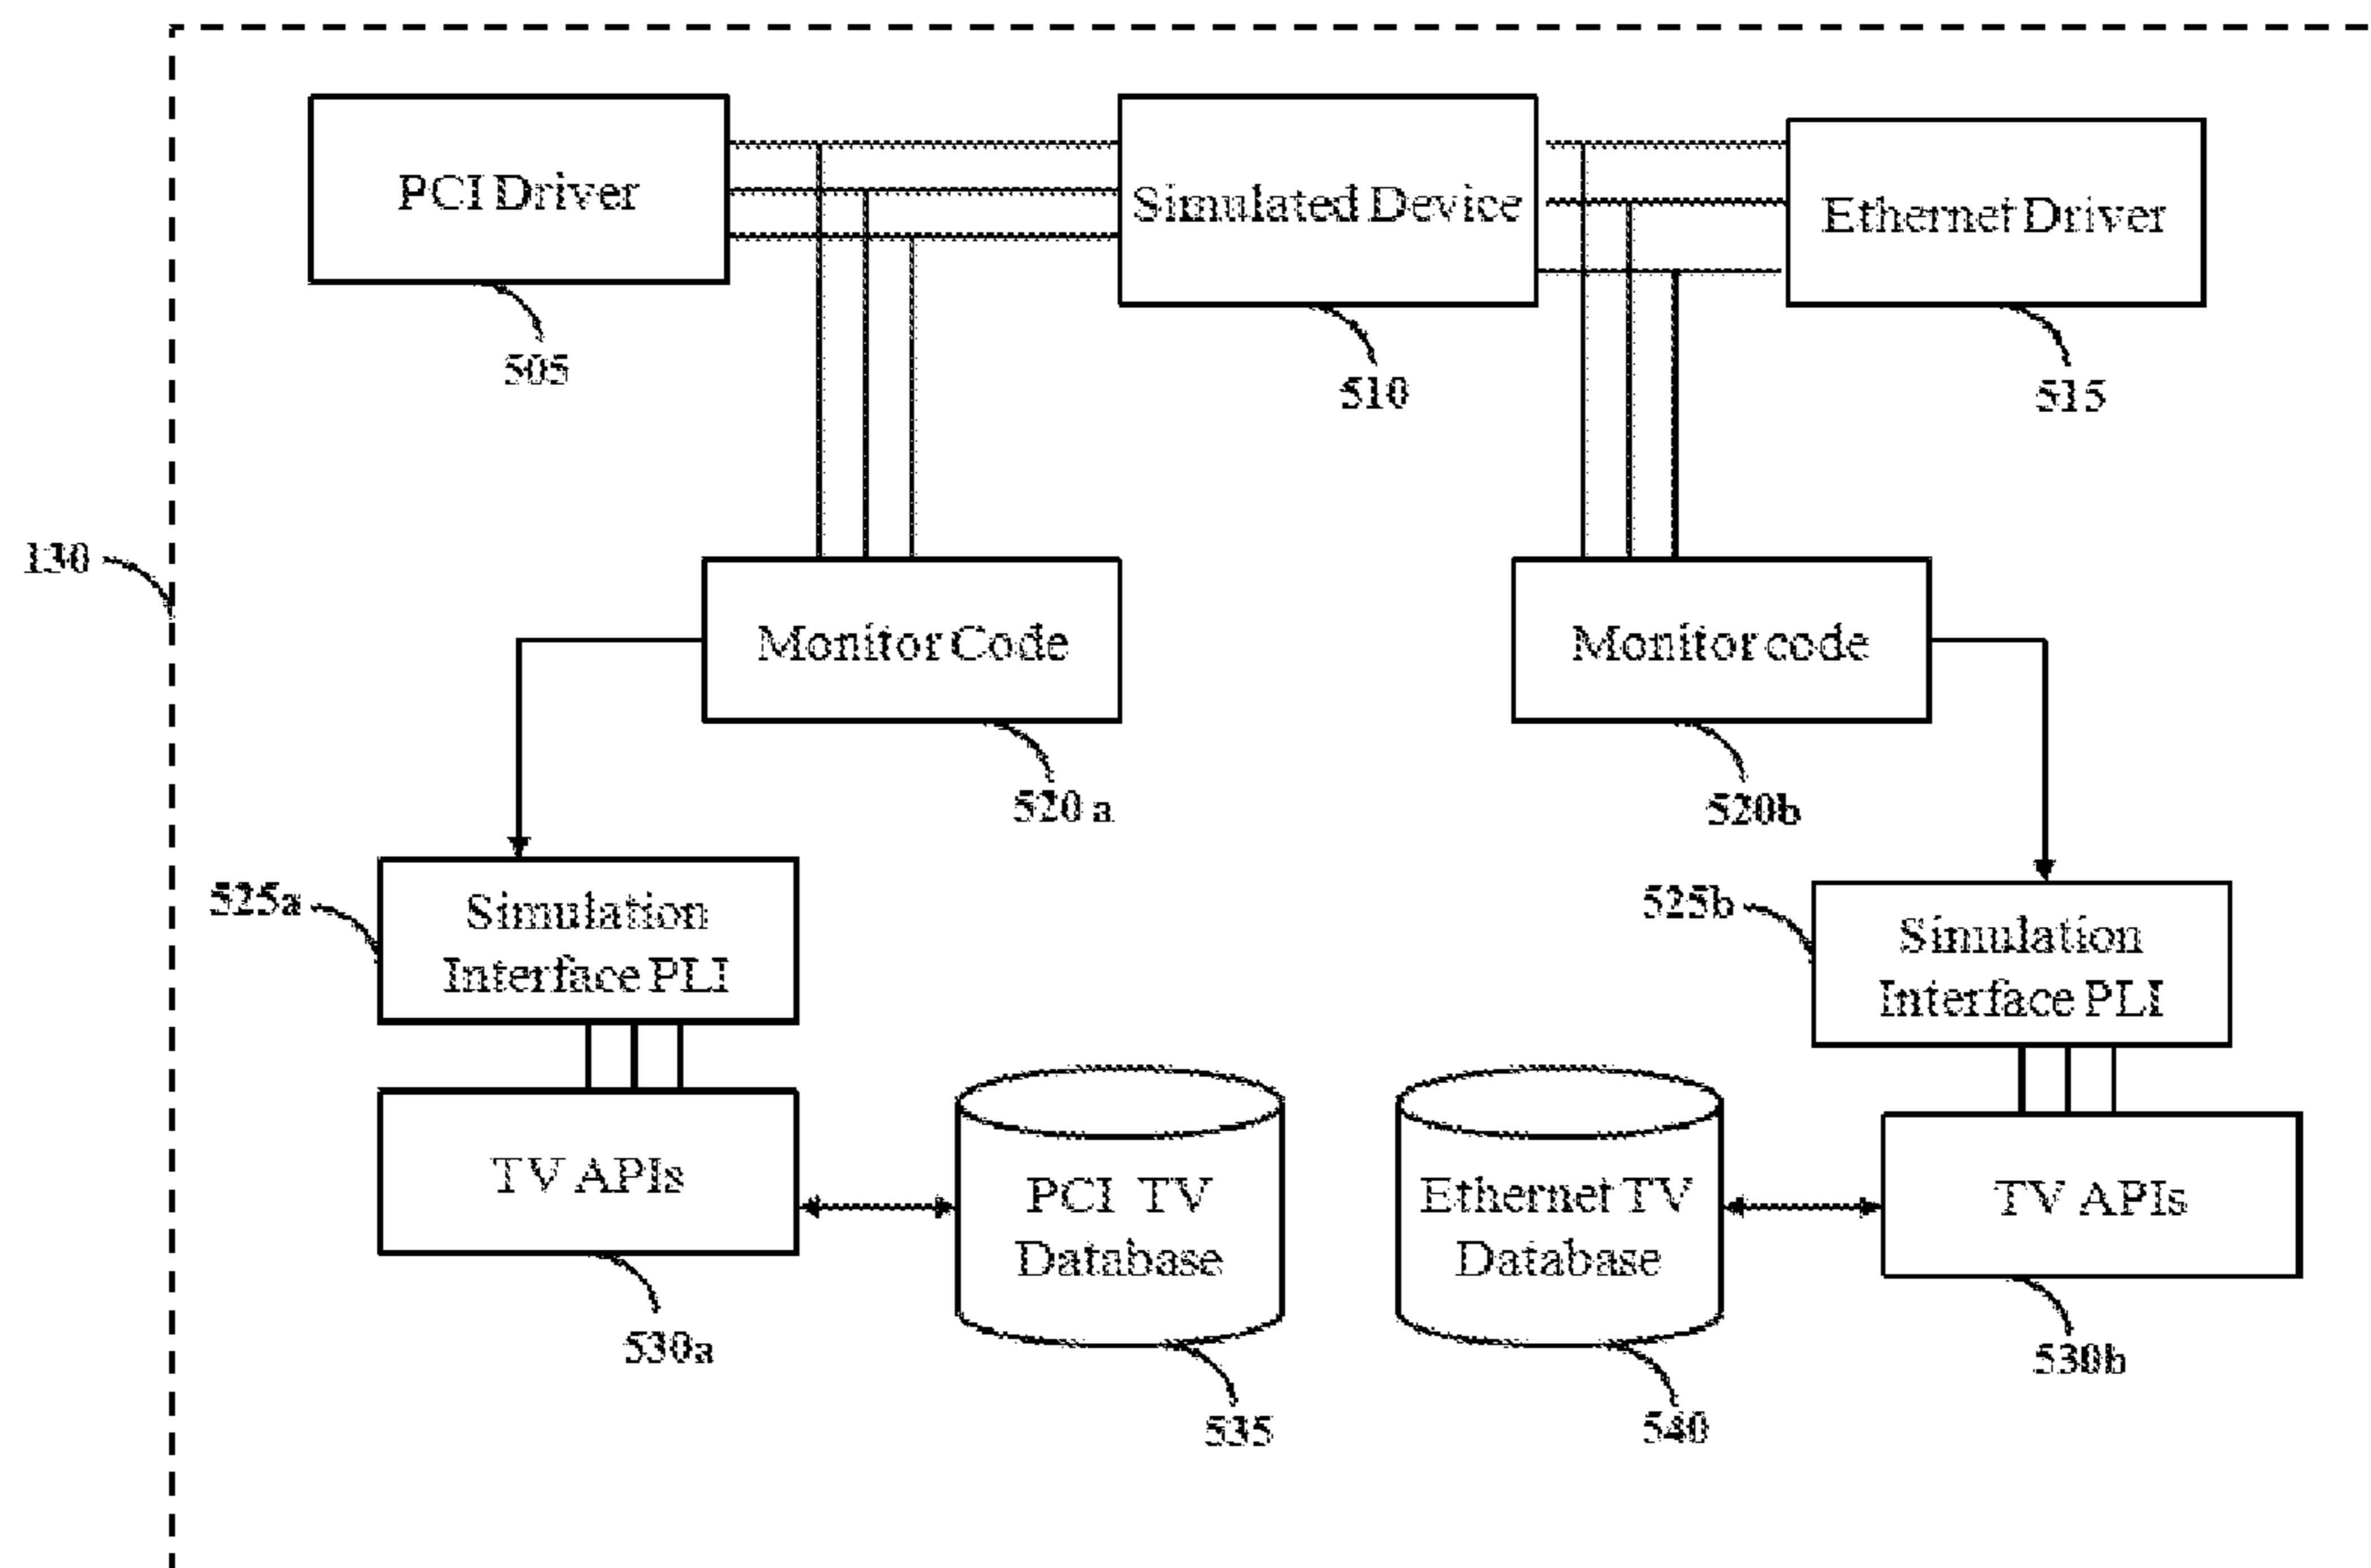 PCI Driver
Simulated Device
Ethernet Driver
505
510
515
130
Monitor Code
Monitor code
520 a
520b
525a
Simulation
Interface PLI
525b
Simulation
Interface PLI
TV APIs
PCI TV
Database
Ethernet TV
Database
TV APIs
530a
530b
535
540